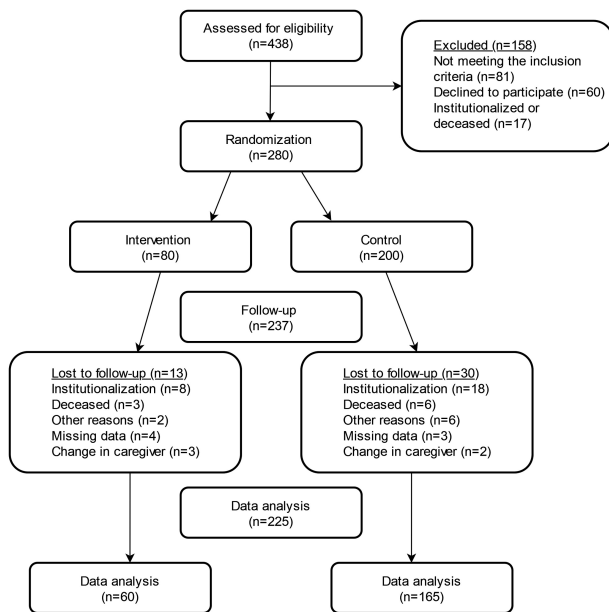 Assessed for eligibility
(n=438)
Excluded (n=158)
Not meeting the inclusion
criteria (n=81)
Declined to participate (n=60)
Institutionalized or
deceased (n=17)
Randomization
(n=280)
Intervention
(n=80)
Control
(n=200)
Follow-up
(n=237)
Lost to follow-up (n=13)
Institutionalization (n=8)
Deceased (n=3)
Other reasons (n=2)
Missing data (n=4)
Change in caregiver (n=3)
Lost to follow-up (n=30)
Institutionalization (n=18)
Deceased (n=6)
Other reasons (n=6)
Missing data (n=3)
Change in caregiver (n=2)
Data analysis
(n=225)
Data analysis
(n=60)
Data analysis
(n=165)